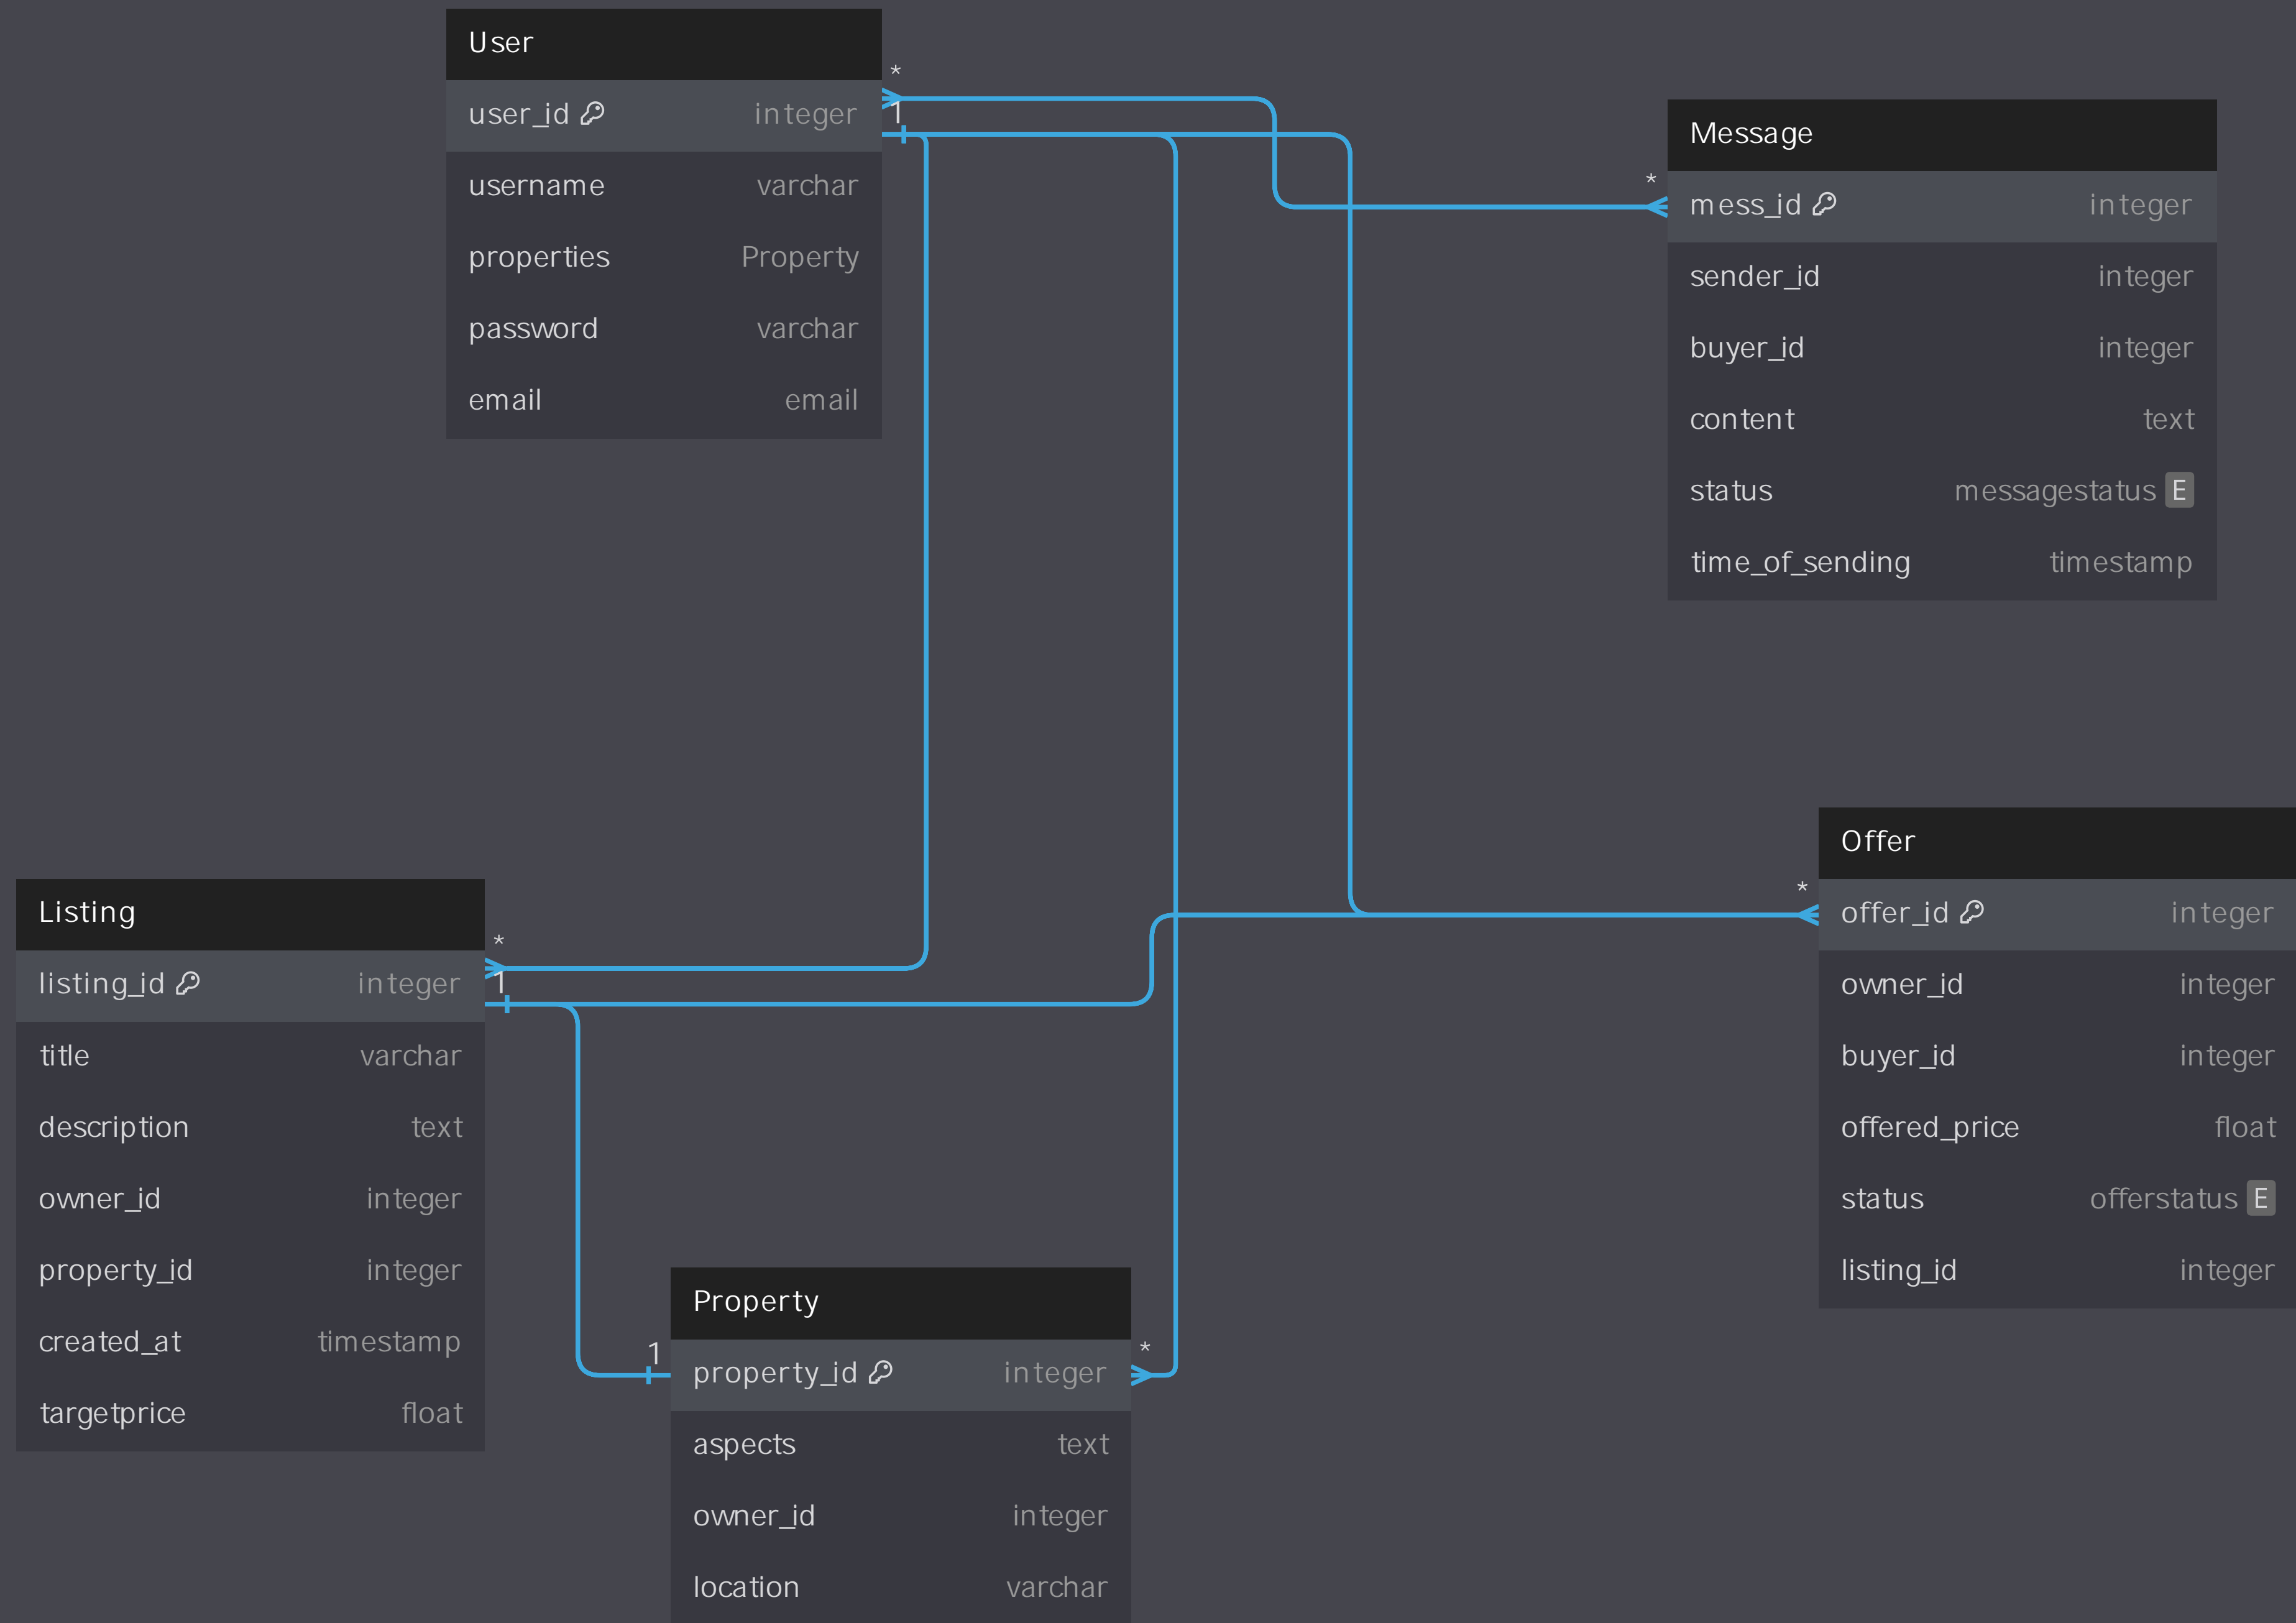 User
*
user_id integer
1
username varchar
properties Property
password varchar
email email
Message
*
mess_id integer
sender_id integer
buyer_id integer
content text
status messagestatus E
time_of_sending timestamp
Offer
*
offer_id integer
owner_id integer
buyer_id integer
offered_price float
status offerstatus E
listing_id integer
Listing
*
listing_id integer
1
title varchar
description text
owner_id integer
property_id integer
created_at timestamp
targetprice float
Property
1
*
property_id integer
aspects text
owner_id integer
location varchar